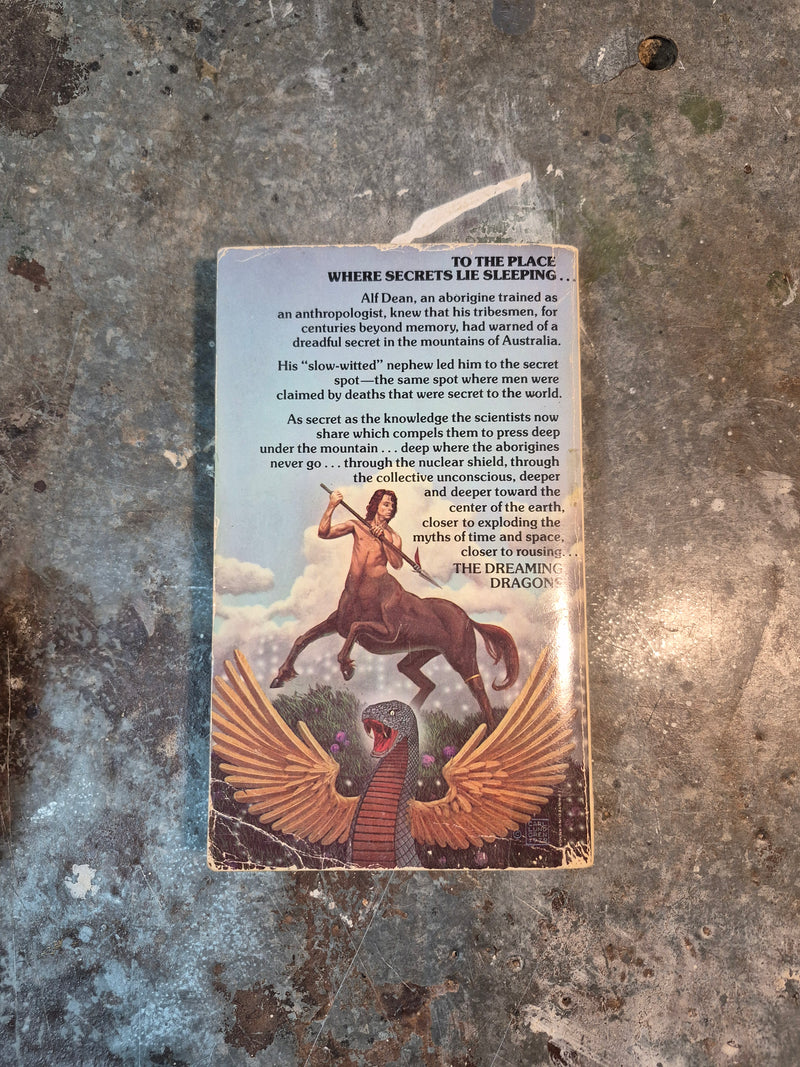 TO THE PLACE
WHERE SECRETS LIE SLEEPING...
Alf Dean, an aborigine trained as
an anthropologist, knew that his tribesmen, for
centuries beyond memory, had warned of a
dreadful secret in the mountains of Australia.
His "slow-witted" nephew led him to the secret
spot—the same spot where men were
claimed by deaths that were secret to the world.
As secret as the knowledge the scientists now
share which compels them to press deep
under the mountain . . . deep where the aborigines
never go . . . through the nuclear shield, through
the collective unconscious, deeper
and deeper toward the
center of the earth,
closer to exploding the
myths of time and space,
closer to rousing. . .
THE DREAMING
DRAGONS
CARL
LUND
GREN